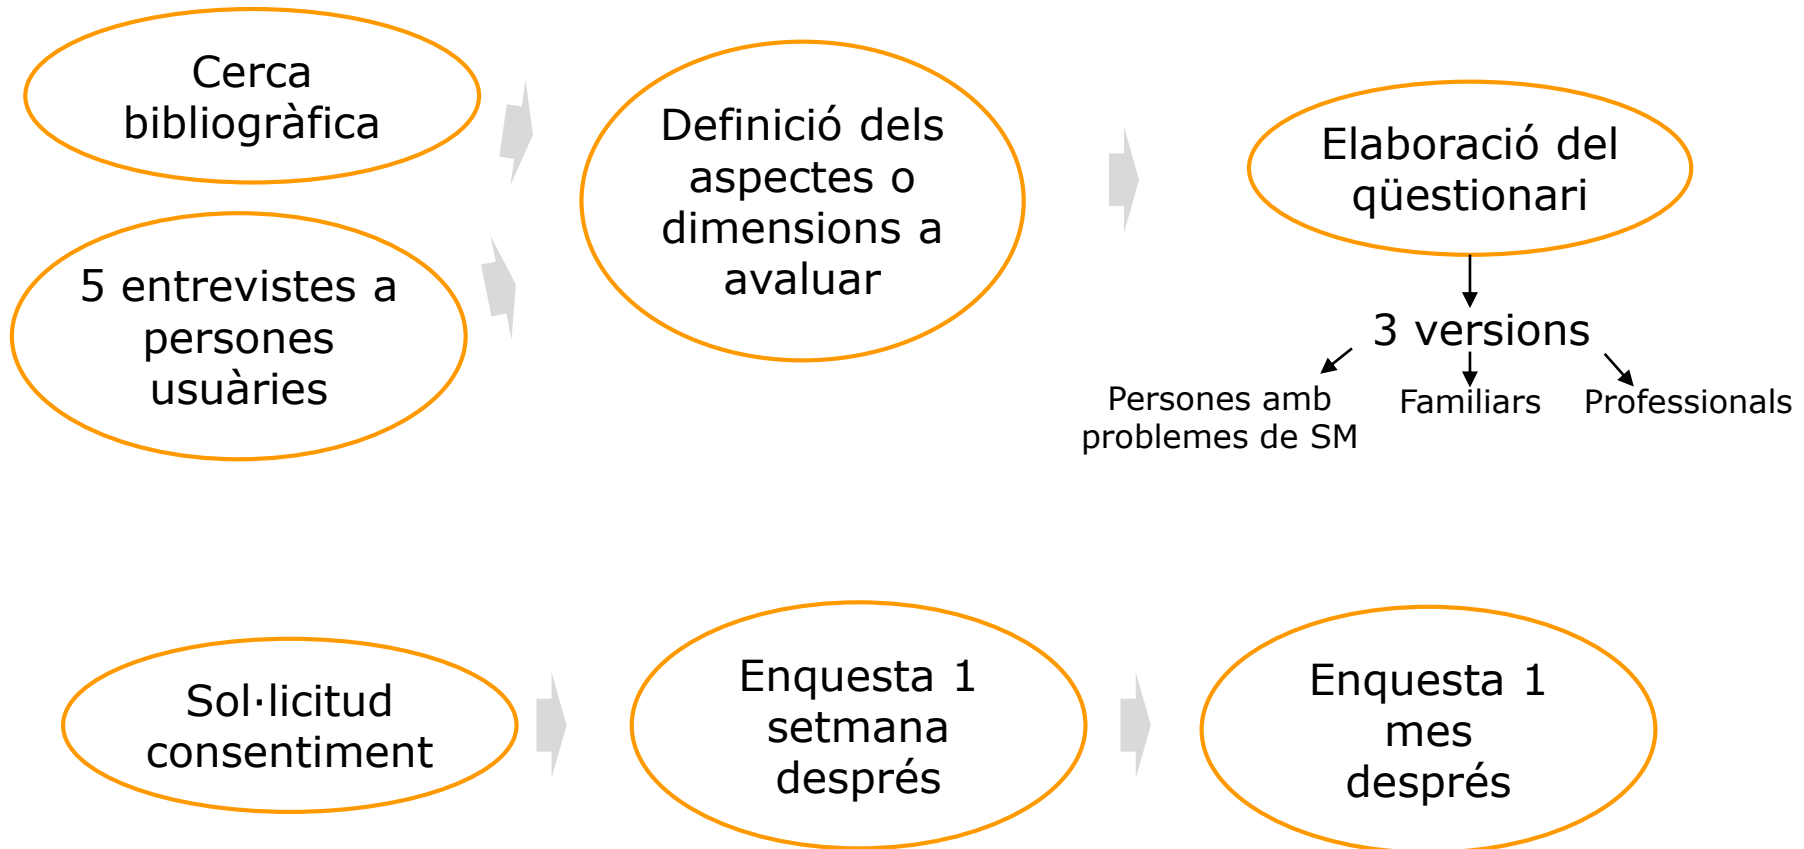 Cerca
bibliogràfica
5 entrevistes a
persones
usuàries
Definició dels
aspectes o
dimensions a
avaluar
Elaboració del
qüestionari
3 versions
Persones amb
problemes de SM
Familiars
Professionals
Sol·licitud
consentiment
Enquesta 1
setmana
després
Enquesta 1
mes
després